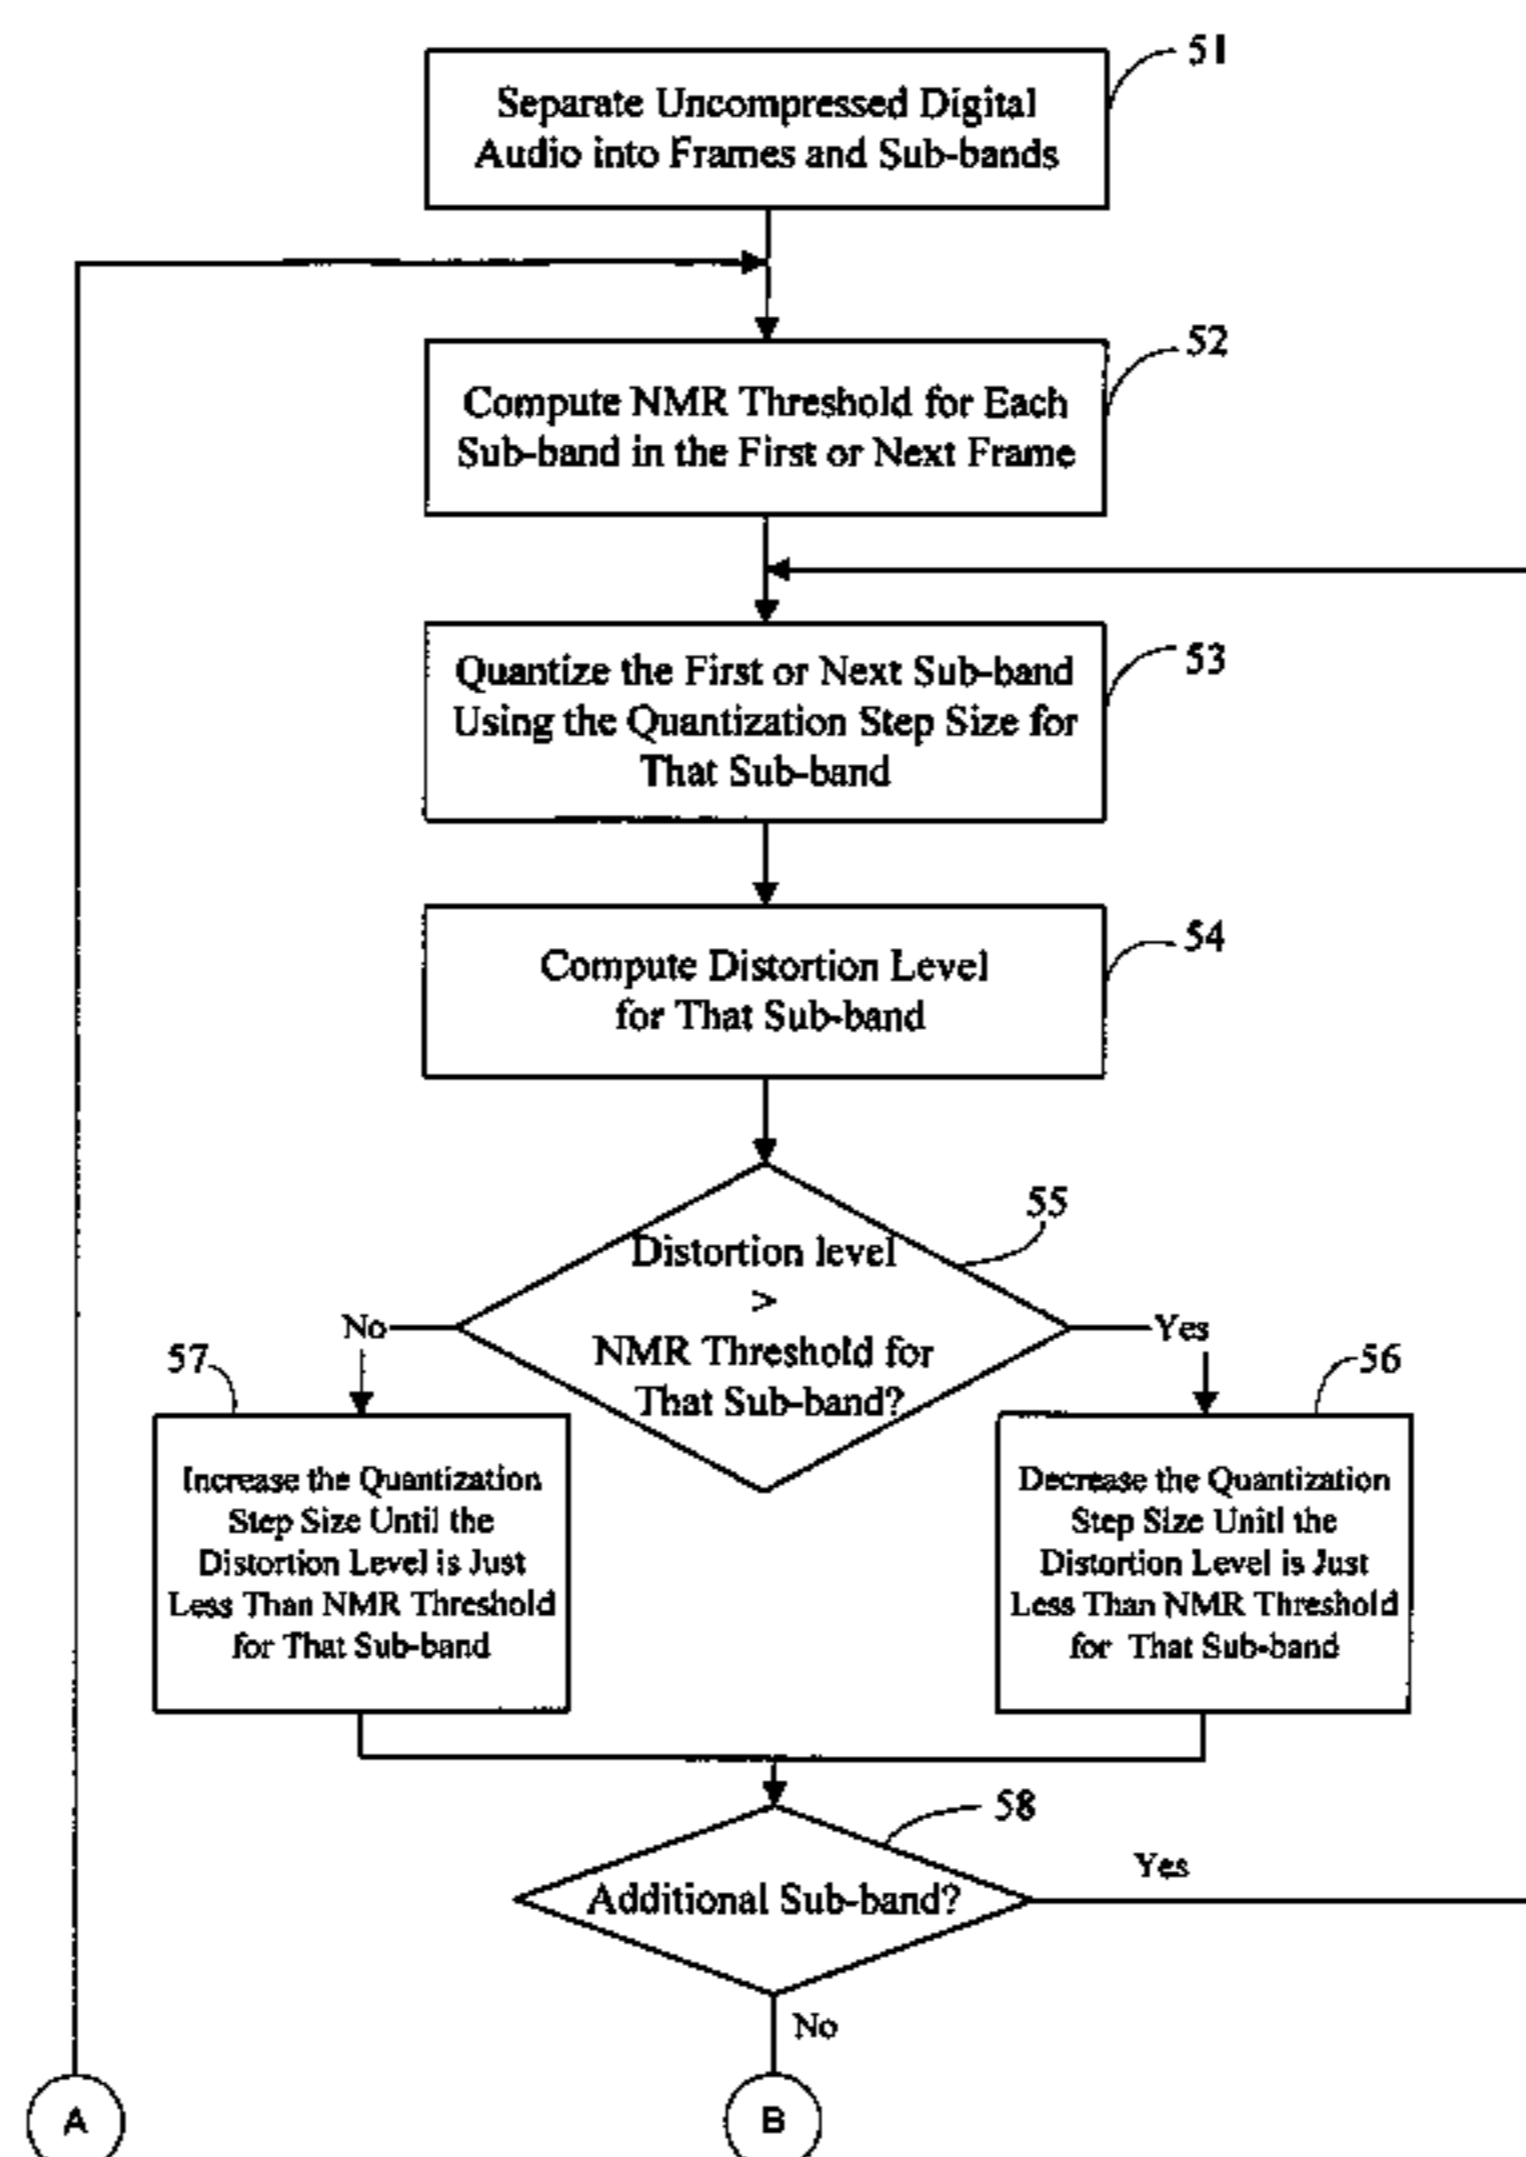 51
Separate Uncompressed Digital
Audio into Frames and Sub-bands
52
Compute NMR Threshold for Each
Sub-band in the First or Next Frame
53
Quantize the First or Next Sub-band
Using the Quantization Step Size for
That Sub-band
54
Compute Distortion Level
for That Sub-band
55
Distortion level
>
NMR Threshold for
That Sub-band?
No
Yes
57
Increase the Quantization
Step Size Until the
Distortion Level is Just
Less Than NMR Threshold
for That Sub-band
56
Decrease the Quantization
Step Size Unitl the
Distortion Level is Just
Less Than NMR Threshold
for That Sub-band
58
Additional Sub-band?
Yes
No
A
B